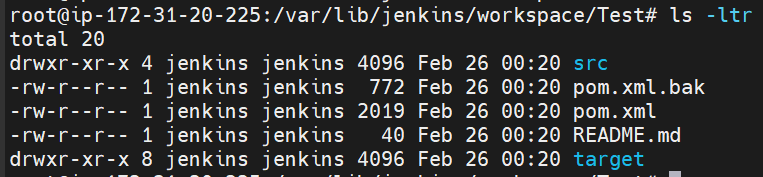 root@ip-172-31-20-225:/var/lib/jenkins/workspace/Test# ls -ltr
total 20
drwxr-xr-x 4 jenkins jenkins 4096 Feb 26 00:20 src
-rw-r--r-- 1 jenkins jenkins  772 Feb 26 00:20 pom.xml.bak
-rw-r--r-- 1 jenkins jenkins 2019 Feb 26 00:20 pom.xml
-rw-r--r-- 1 jenkins jenkins   40 Feb 26 00:20 README.md
drwxr-xr-x 8 jenkins jenkins 4096 Feb 26 00:20 target